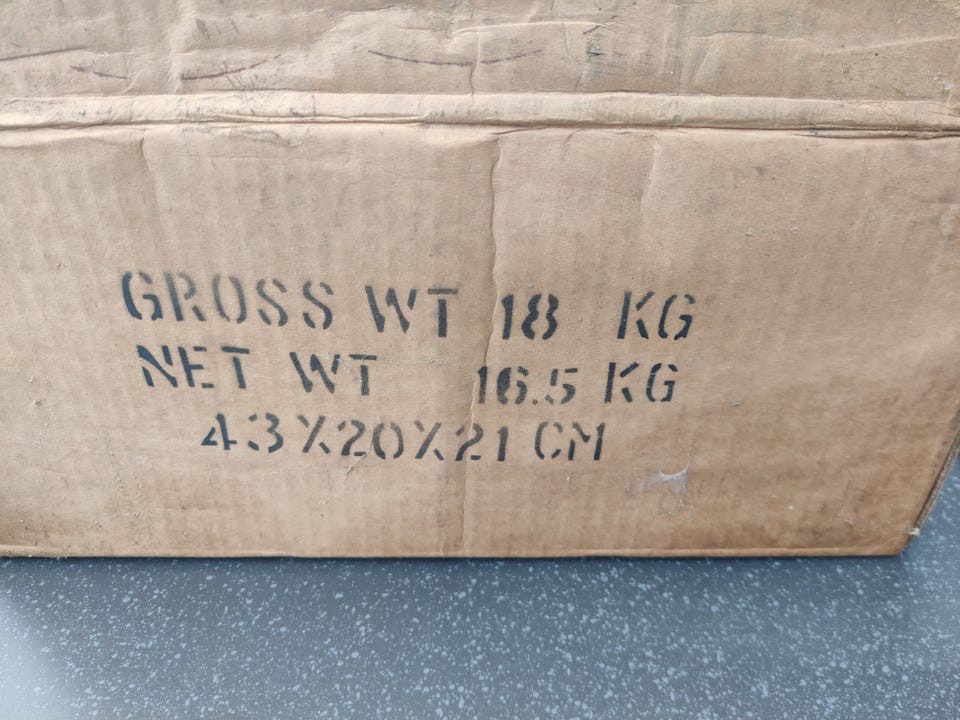 GROSS WT 18 KG
NET WT 16.5 KG
43X20X21 CM